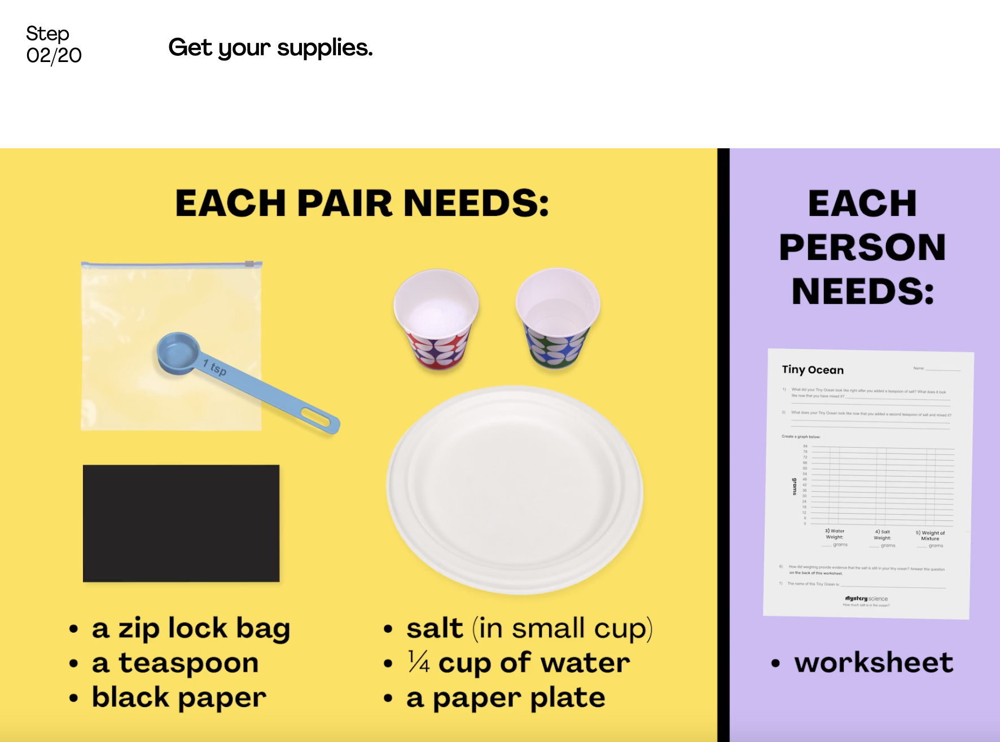 Step
02/20
Get your supplies.
EACH PAIR NEEDS:
1 tsp
• a zip lock bag
• a teaspoon
• black paper
• salt (in small cup)
• ¼ cup of water
• a paper plate
EACH
PERSON
NEEDS:
Tiny Ocean
Name:
1) What did your Tiny Ocean look like right after you added a teaspoon of salt? What does it look
like now that you have mixed it?
2) What does your Tiny Ocean look like now that you added a second teaspoon of salt and mixed it?
Create a graph below:
84
78
72
66
60
54
48
42
36
30
24
18
12
6
0
grams
3) Water
Weight:
grams
4) Salt
Weight:
grams
5) Weight of
Mixture
grams
6) How did weighing provide evidence that the salt is still in your tiny ocean? Answer this question
on the back of this worksheet.
7) The name of this Tiny Ocean is:
Mystery science
How much salt is in the ocean?
• worksheet